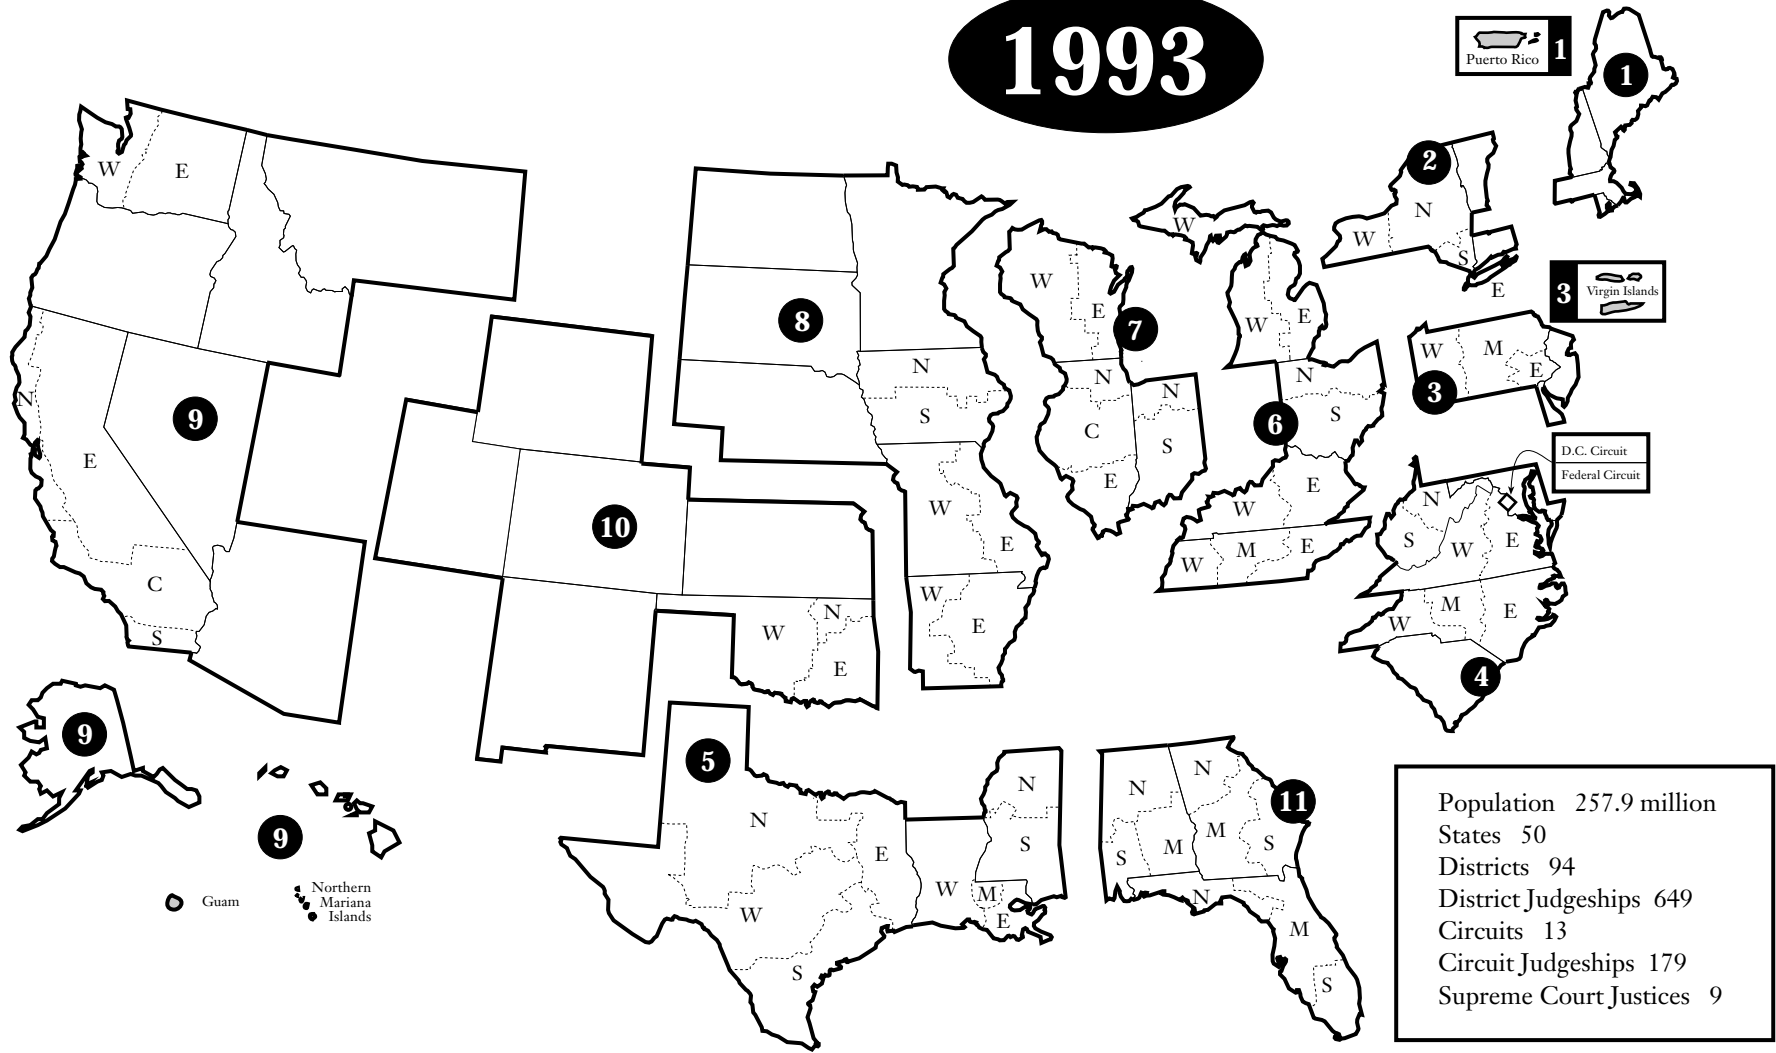 1993
Puerto Rico
1
1
2
N
W
S
E
3
Virgin Islands
W
E
W
W
E
8
7
W
E
W
M
E
3
N
E
9
N
S
N
C
E
N
S
6
N
S
D.C. Circuit
Federal Circuit
10
W
E
W
E
W
M
E
N
S
W
E
C
S
W
N
E
W
E
W
M
E
4
9
9
Guam
Northern
Mariana
Islands
5
N
E
W
S
W
N
S
M
E
N
M
S
N
M
S
11
N
M
S
Population 257.9 million
States 50
Districts 94
District Judgeships 649
Circuits 13
Circuit Judgeships 179
Supreme Court Justices 9